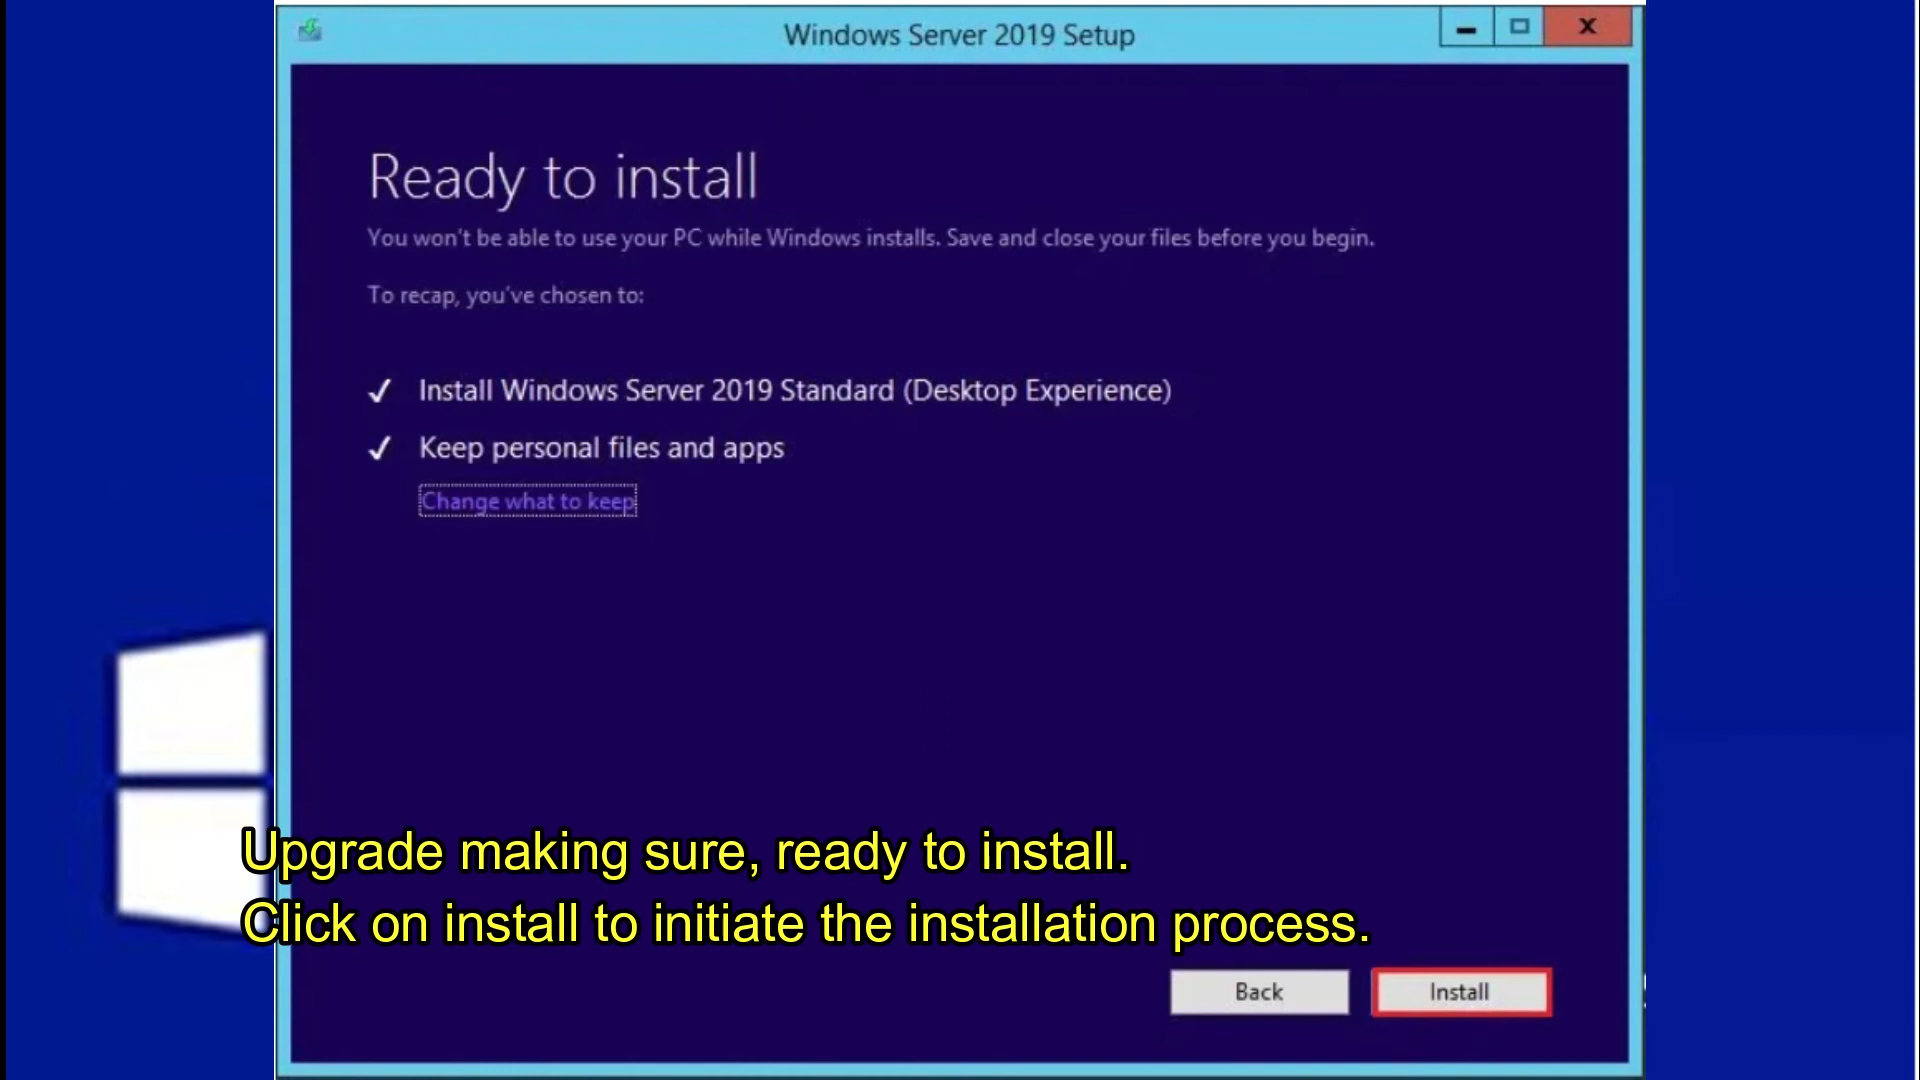 Windows Server 2019 Setup
Ready to install
You won't be able to use your PC while Windows installs. Save and close your files before you begin.
To recap, you've chosen to:
✓ Install Windows Server 2019 Standard (Desktop Experience)
✓ Keep personal files and apps
Change what to keep
Upgrade making sure, ready to install.
Click on install to initiate the installation process.
Back Install